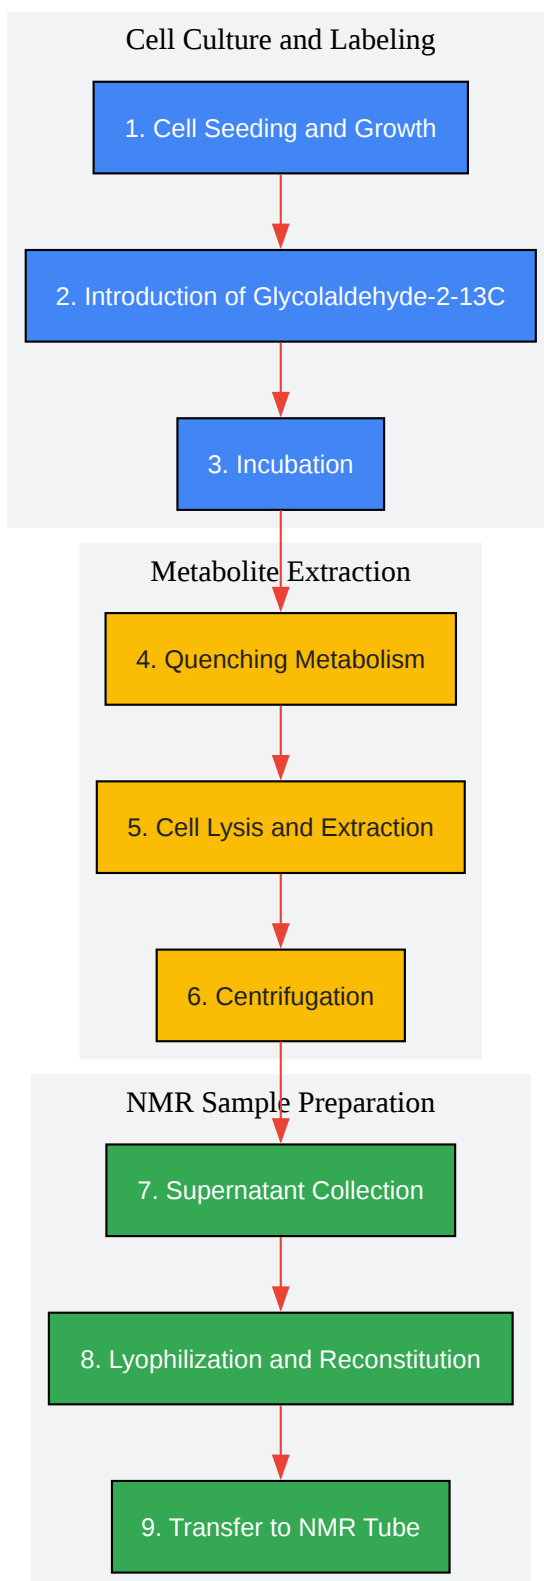 Cell Culture and Labeling
1. Cell Seeding and Growth
2. Introduction of Glycolaldehyde-2-13C
3. Incubation
Metabolite Extraction
4. Quenching Metabolism
5. Cell Lysis and Extraction
6. Centrifugation
NMR Sample Preparation
7. Supernatant Collection
8. Lyophilization and Reconstitution
9. Transfer to NMR Tube